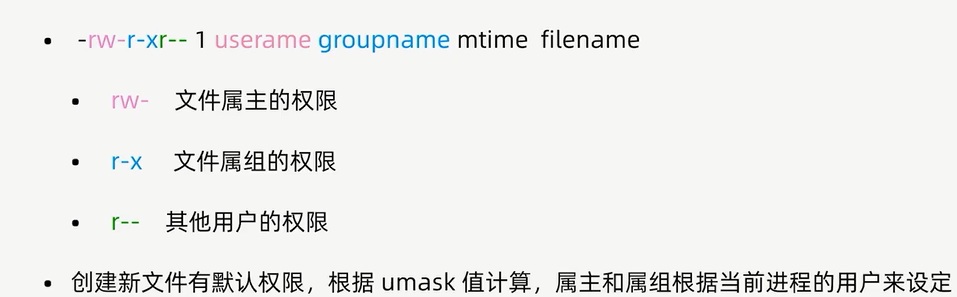 • -rw-r-xr-- 1 userame groupname mtime filename
• rw- 文件属主的权限
• r-x 文件属组的权限
• r-- 其他用户的权限
• 创建新文件有默认权限，根据 umask 值计算，属主和属组根据当前进程的用户来设定